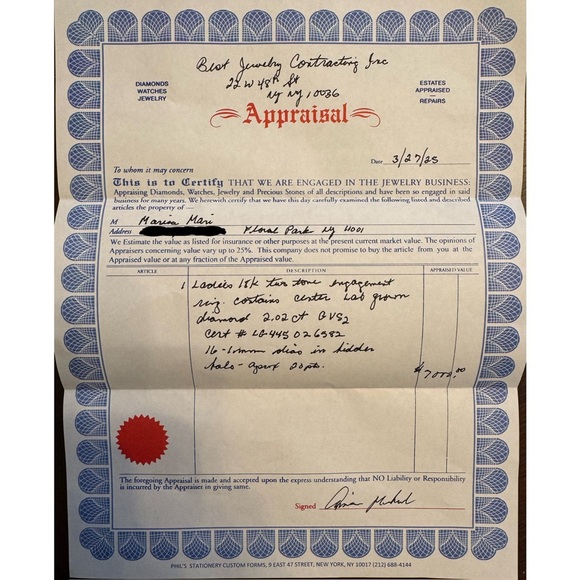 Best Jewelry Contracting Inc
22 W 48th St
Ny Ny 10036
DIAMONDS
WATCHES
JEWELRY
ESTATES
APPRAISED
—
REPAIRS
Appraisal
Date 3/27/25
To whom it may concern
This is to Certify THAT WE ARE ENGAGED IN THE JEWELRY BUSINESS:
Appraising Diamonds, Watches, Jewelry and Precious Stones of all descriptions and have been so engaged in said
business for many years. We herewith certify that we have this day carefully examined the following listed and described
articles the property of —
M Marisa Mari
Address Floral Park Ny 11001
We Estimate the value as listed for insurance or other purposes at the present current market value. The opinions of
Appraisers concerning value vary up to 25%. This company does not promise to buy the article from you at the
Appraised value or at any fraction of the Appraised value.
ARTICLE DESCRIPTION APPRAISED VALUE
1 Ladies 18k two tone engagement
ring contains center Lab grown
diamond 2.02 ct G VS2
Cert # LG 445026582
16-1.0mm dias in hidden
halo - aprox 20 pts. $7000.00
The foregoing Appraisal is made and accepted upon the express understanding that NO Liability or Responsibility
is incurred by the Appraiser in giving same.
Signed
PHIL'S STATIONERY CUSTOM FORMS, 9 EAST 47 STREET, NEW YORK, NY 10017 (212) 688-4144